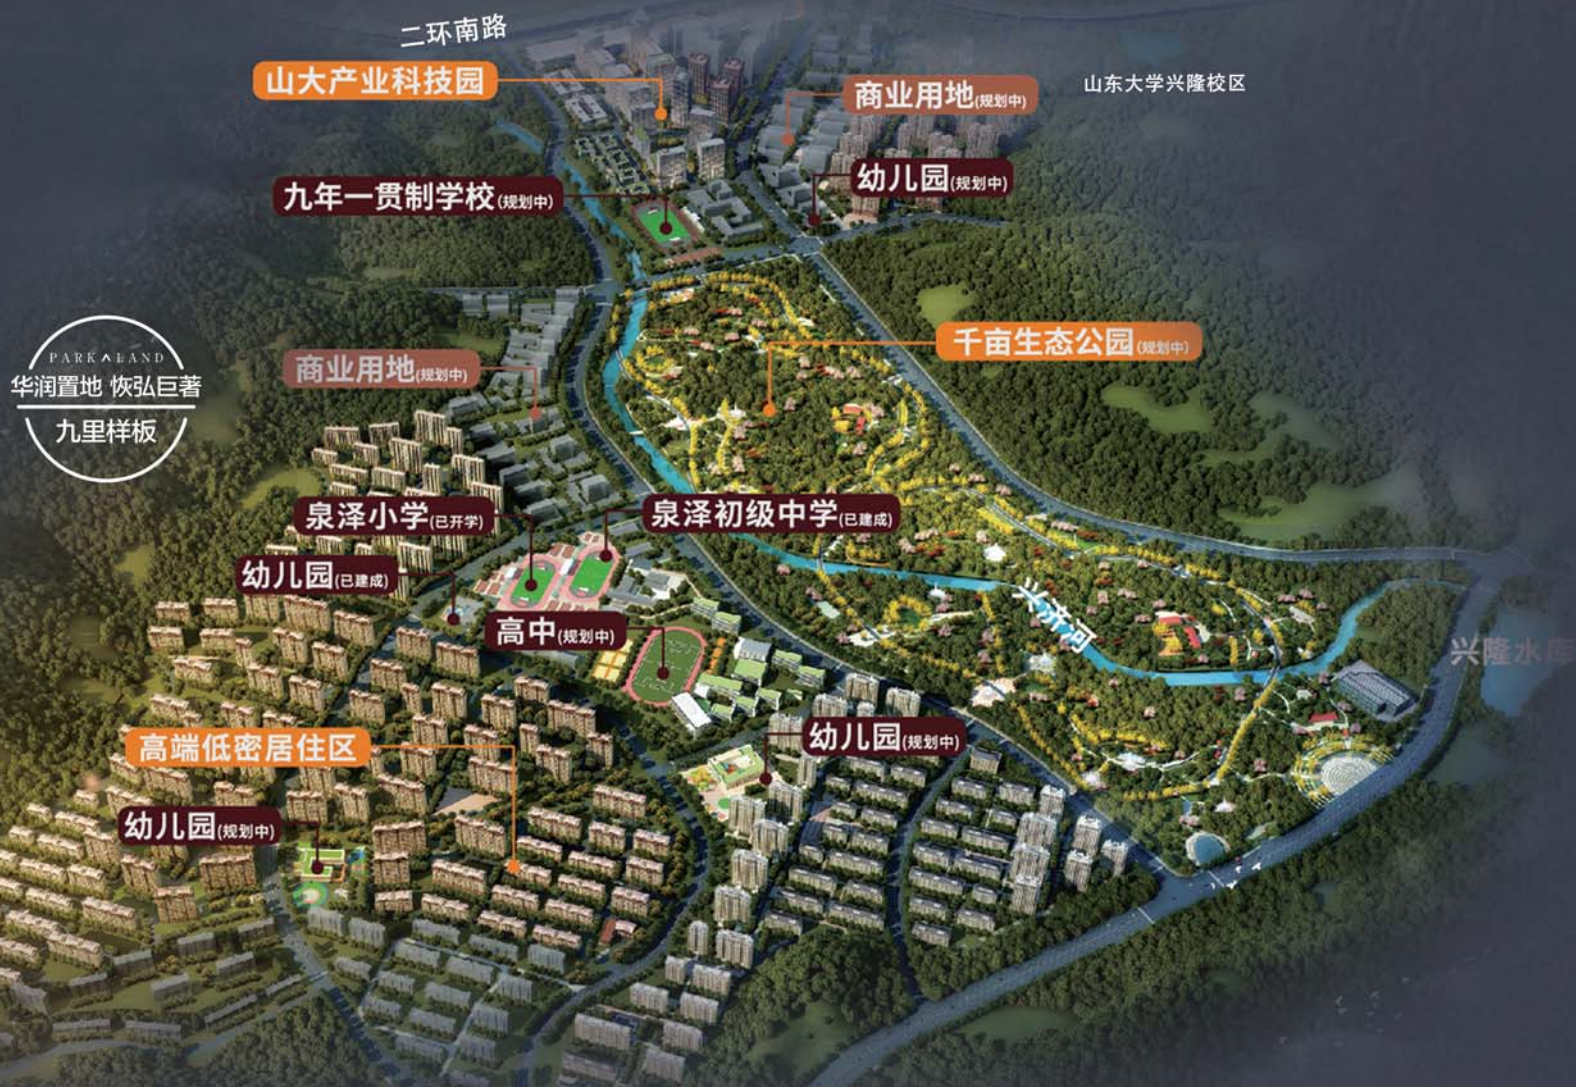 二环南路
山大产业科技园
商业用地(规划中)
山东大学兴隆校区
九年一贯制学校(规划中)
幼儿园(规划中)
千亩生态公园(规划中)
PARK LAND
华润置地 恢弘巨著
九里样板
商业用地(规划中)
泉泽小学(已开学)
泉泽初级中学(已建成)
幼儿园(已建成)
高中(规划中)
兴济河
兴隆水库
高端低密居住区
幼儿园(规划中)
幼儿园(规划中)